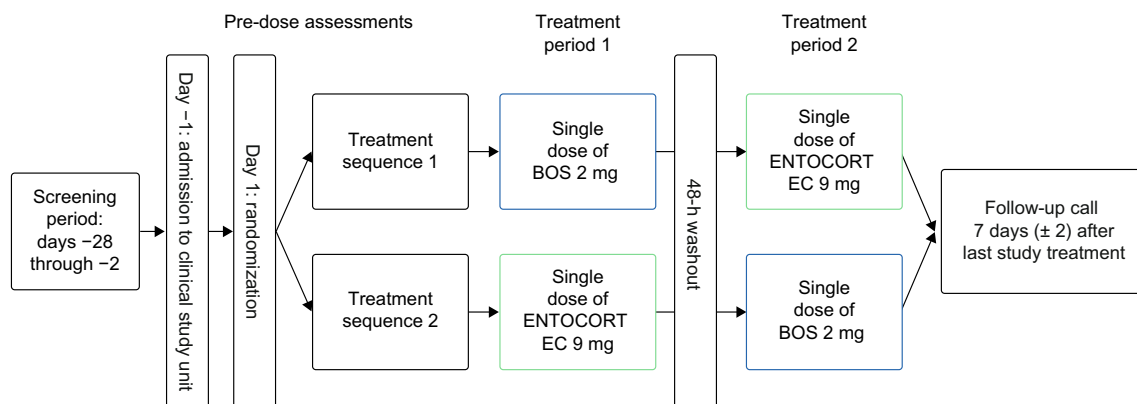 Pre-dose assessments
Treatment
period 1
Treatment
period 2
Screening
period:
days −28
through −2
Day −1: admission to clinical study unit
Day 1: randomization
Treatment
sequence 1
Single
dose of
BOS 2 mg
48-h washout
Single
dose of
ENTOCORT
EC 9 mg
Treatment
sequence 2
Single
dose of
ENTOCORT
EC 9 mg
Single
dose of
BOS 2 mg
Follow-up call
7 days (± 2) after
last study treatment